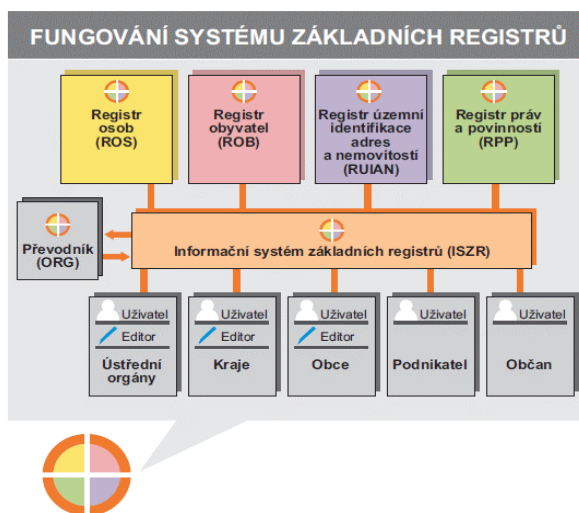 FUNGOVÁNÍ SYSTÉMU ZÁKLADNÍCH REGISTRŮ
Registr
osob
(ROS)
Registr
obyvatel
(ROB)
Registr územní
identifikace
adres
a nemovitostí
(RUIAN)
Registr práv
a povinností
(RPP)
Převodník
(ORG)
Informační systém základních registrů (ISZR)
Uživatel
Editor
Ústřední
orgány
Uživatel
Editor
Kraje
Uživatel
Editor
Obce
Uživatel
Podnikatel
Uživatel
Občan